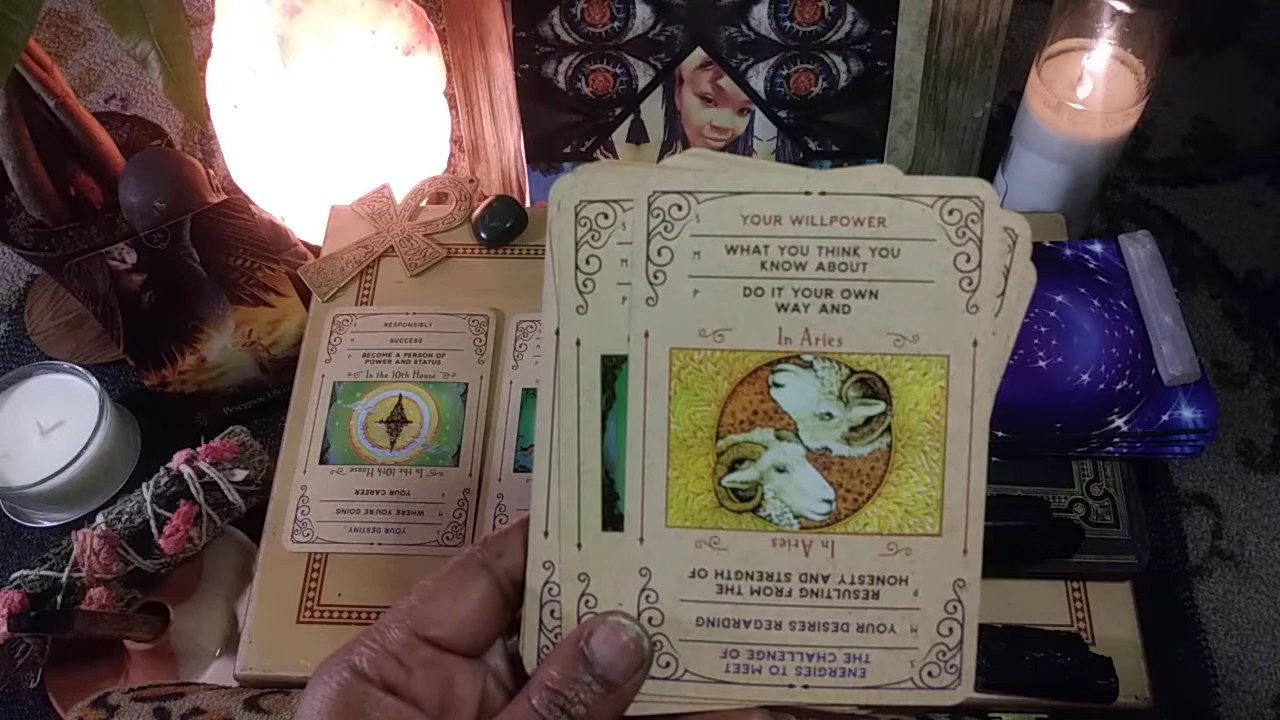 S YOUR WILLPOWER
M WHAT YOU THINK YOU
KNOW ABOUT
P DO IT YOUR OWN
WAY AND
In Aries
In Aries
RESULTING FROM THE
HONESTY AND STRENGTH OF
P
YOUR DESIRES REGARDING
M
ENERGIES TO MEET
THE CHALLENGE OF
S
S
M
P
RESPONSIBLY
M SUCCESS
P BECOME A PERSON OF
POWER AND STATUS
In the 10th House
In the 10th House
YOUR CAREER
P
WHERE YOU'RE GOING
M
YOUR DESTINY